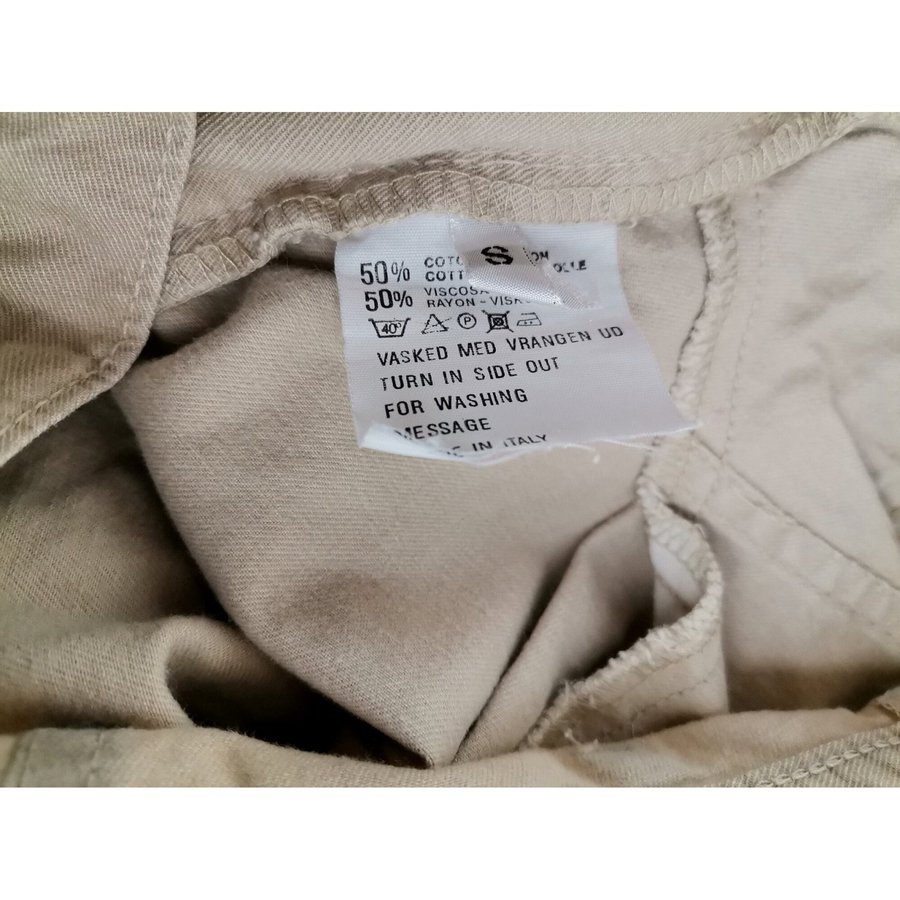 S
50% COTO
COTT OLLE
50% VISCOSA
RAYON - VISK
40°
P
VASKED MED VRANGEN UD
TURN IN SIDE OUT
FOR WASHING
MESSAGE
IN ITALY